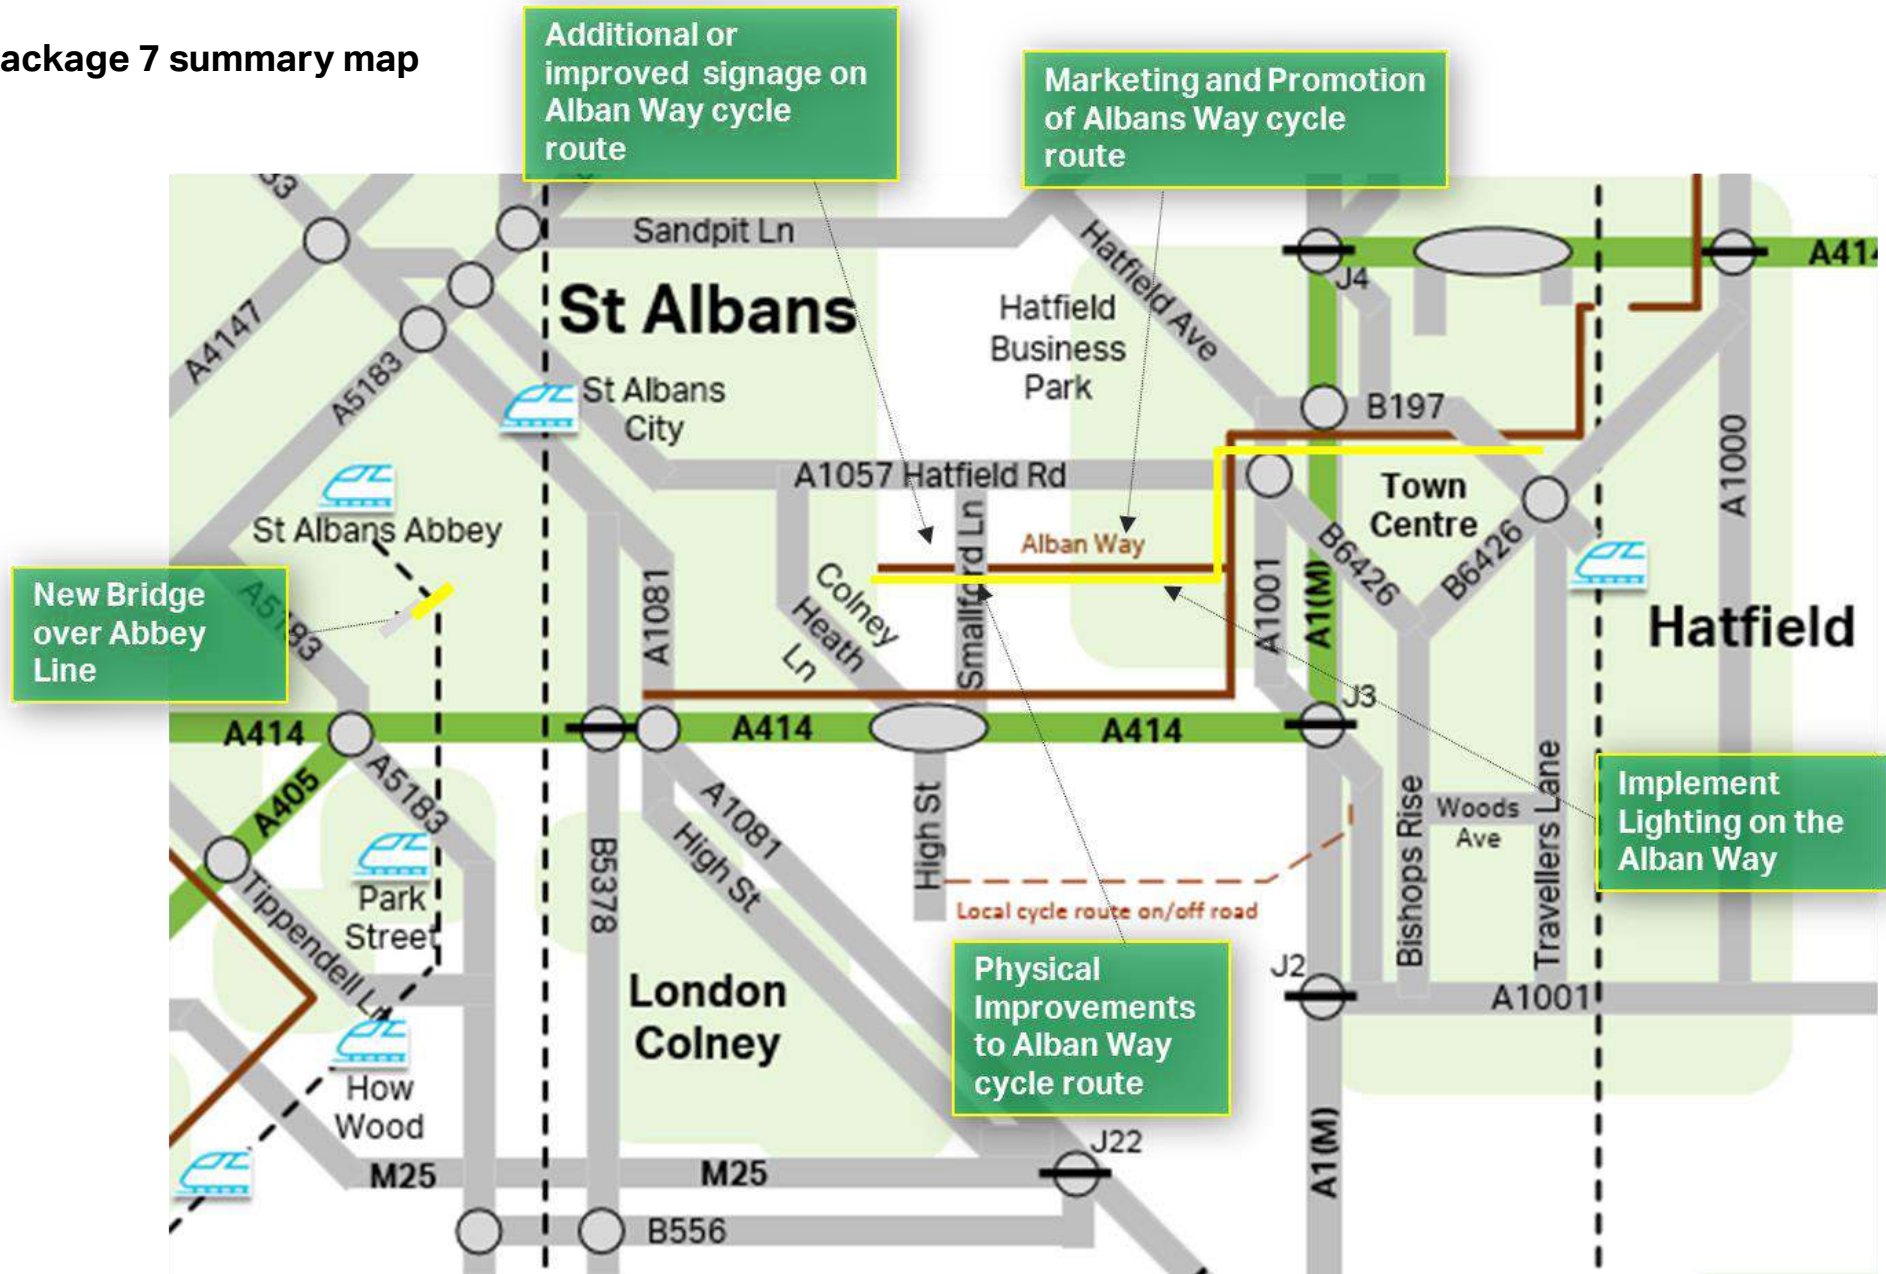 ackage 7 summary map
Additional or
improved signage on
Alban Way cycle
route
Marketing and Promotion
of Albans Way cycle
route
Sandpit Ln
Hatfield Ave
J4
A414
St Albans
Hatfield
Business
Park
A4147
A5183
St Albans
City
B197
A1000
A1057 Hatfield Rd
Town
Centre
St Albans Abbey
Smallford Ln
Alban Way
B6426
B6426
New Bridge
over Abbey
Line
A5183
A1081
Colney
Heath
Ln
A1001
A1(M)
Hatfield
J3
A414
A414
A414
A405
A5183
A1081
High St
High St
B5378
Bishops Rise
Woods
Ave
Travellers Lane
Implement
Lighting on the
Alban Way
Park
Street
Tippendell Ln
Local cycle route on/off road
Physical
Improvements
to Alban Way
cycle route
J2
A1001
London
Colney
How
Wood
A1(M)
J22
M25
M25
B556